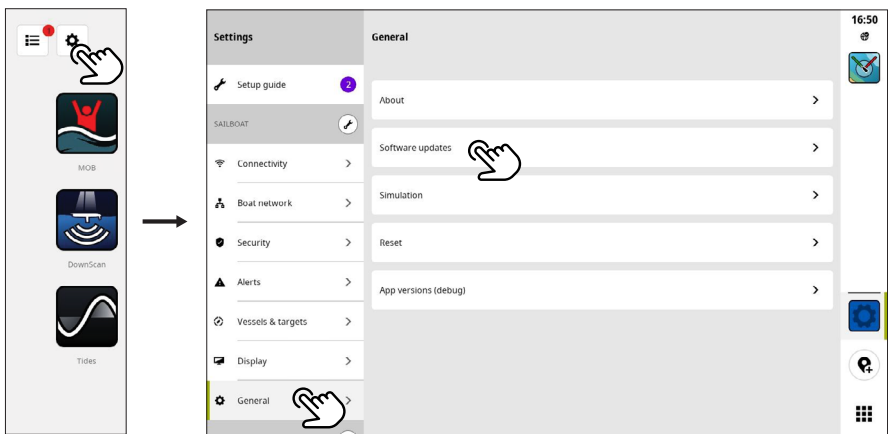 1
MOB
DownScan
Tides
Settings
Setup guide
2
SAILBOAT
Connectivity
Boat network
Security
Alerts
Vessels & targets
Display
General
General
About
Software updates
Simulation
Reset
App versions (debug)
16:50